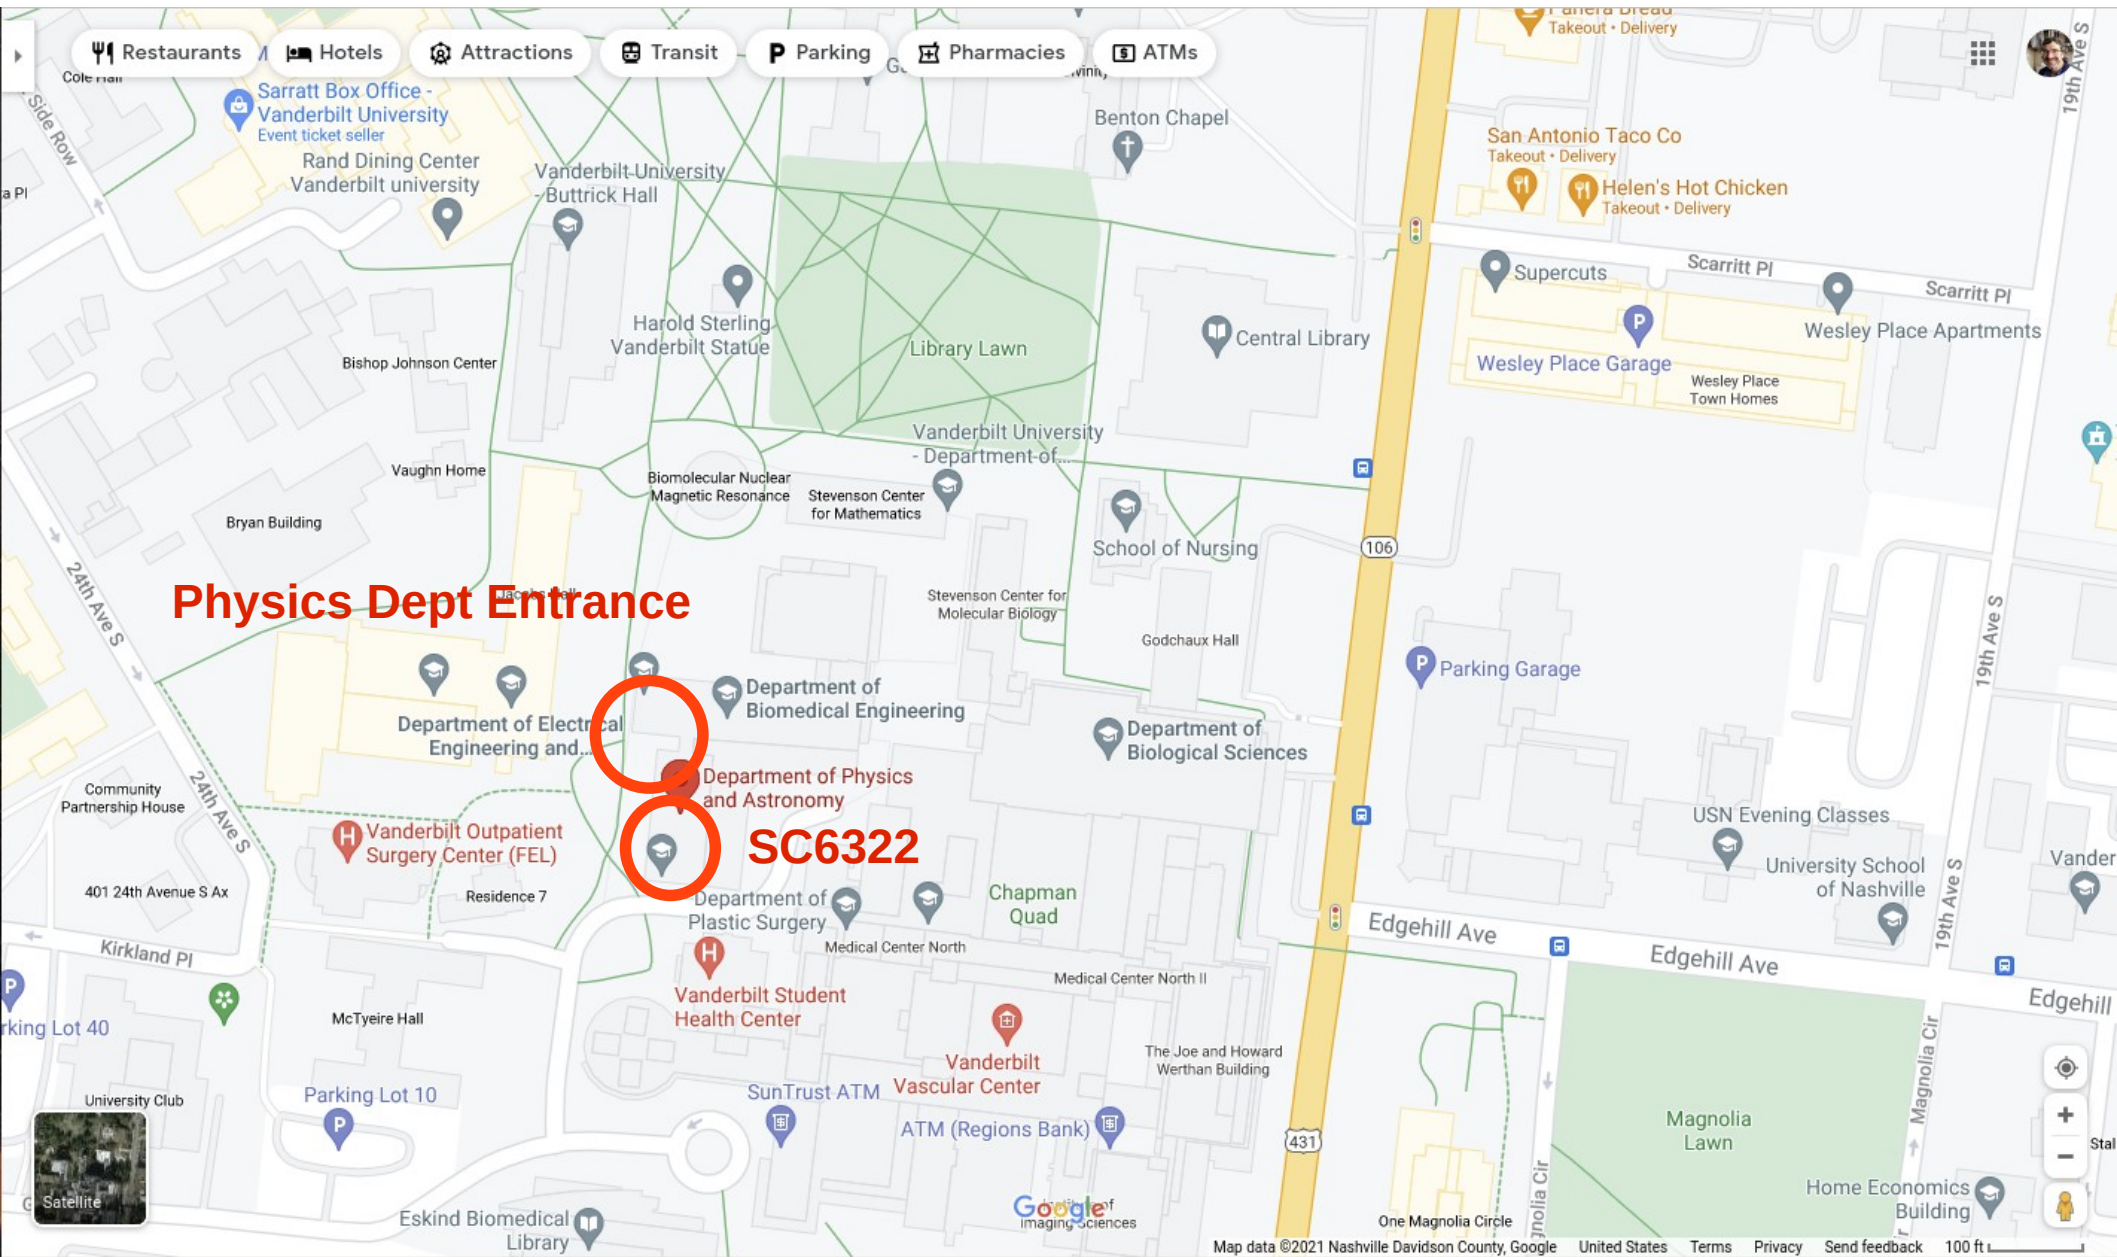 Restaurants
Hotels
Attractions
Transit
Parking
Pharmacies
ATMs
Cole Hall
Side Row
Sarratt Box Office -
Vanderbilt University
Event ticket seller
Rand Dining Center
Vanderbilt university
Vanderbilt University
- Buttrick Hall
Benton Chapel
Takeout • Delivery
San Antonio Taco Co
Takeout • Delivery
Helen's Hot Chicken
Takeout • Delivery
19th Ave S
a Pl
Harold Sterling
Vanderbilt Statue
Library Lawn
Central Library
Supercuts
Scarritt Pl
Scarritt Pl
Wesley Place Apartments
Wesley Place Garage
Wesley Place
Town Homes
Bishop Johnson Center
Vaughn Home
Bryan Building
Biomolecular Nuclear
Magnetic Resonance
Stevenson Center
for Mathematics
Vanderbilt University
- Department of...
School of Nursing
106
24th Ave S
Physics Dept Entrance
Stevenson Center for
Molecular Biology
Godchaux Hall
19th Ave S
Parking Garage
Department of Electrical
Engineering and...
Department of
Biomedical Engineering
Department of
Biological Sciences
Department of Physics
and Astronomy
SC6322
Community
Partnership House
24th Ave S
Vanderbilt Outpatient
Surgery Center (FEL)
Residence 7
401 24th Avenue S Ax
Department of
Plastic Surgery
Chapman
Quad
Medical Center North
Medical Center North II
USN Evening Classes
University School
of Nashville
Vander
19th Ave S
Edgehill Ave
Edgehill Ave
Edgehill
Kirkland Pl
rking Lot 40
McTyeire Hall
Vanderbilt Student
Health Center
Vanderbilt
Vascular Center
The Joe and Howard
Werthan Building
University Club
Parking Lot 10
SunTrust ATM
ATM (Regions Bank)
431
Magnolia
Lawn
Magnolia Cir
gnolia Cir
Stal
Home Economics
Building
Satellite
Eskind Biomedical
Library
Google
imaging Sciences
One Magnolia Circle
Map data ©2021 Nashville Davidson County, Google
United States
Terms
Privacy
Send feedback
100 ft